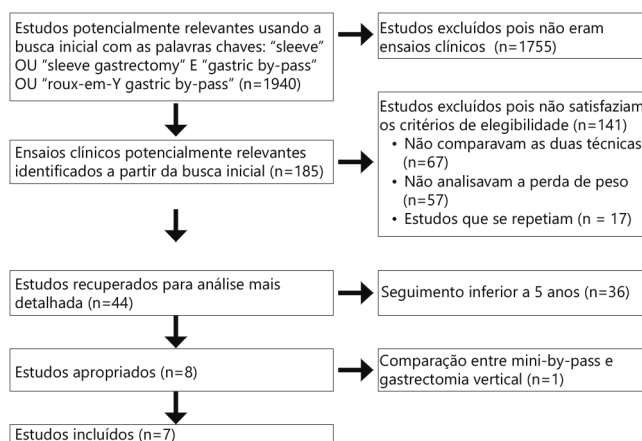 Estudos potencialmente relevantes usando a
busca inicial com as palavras chaves: “sleeve”
OU “sleeve gastrectomy” E “gastric by-pass”
OU “roux-em-Y gastric by-pass” (n=1940)
Estudos excluídos pois não eram
ensaios clínicos (n=1755)
Ensaios clínicos potencialmente relevantes
identificados a partir da busca inicial (n=185)
Estudos excluídos pois não satisfaziam
os critérios de elegibilidade (n=141)
• Não comparavam as duas técnicas
(n=67)
• Não analisavam a perda de peso
(n=57)
• Estudos que se repetiam (n = 17)
Estudos recuperados para análise mais
detalhada (n=44)
Seguimento inferior a 5 anos (n=36)
Estudos apropriados (n=8)
Comparação entre mini-by-pass e
gastrectomia vertical (n=1)
Estudos incluídos (n=7)